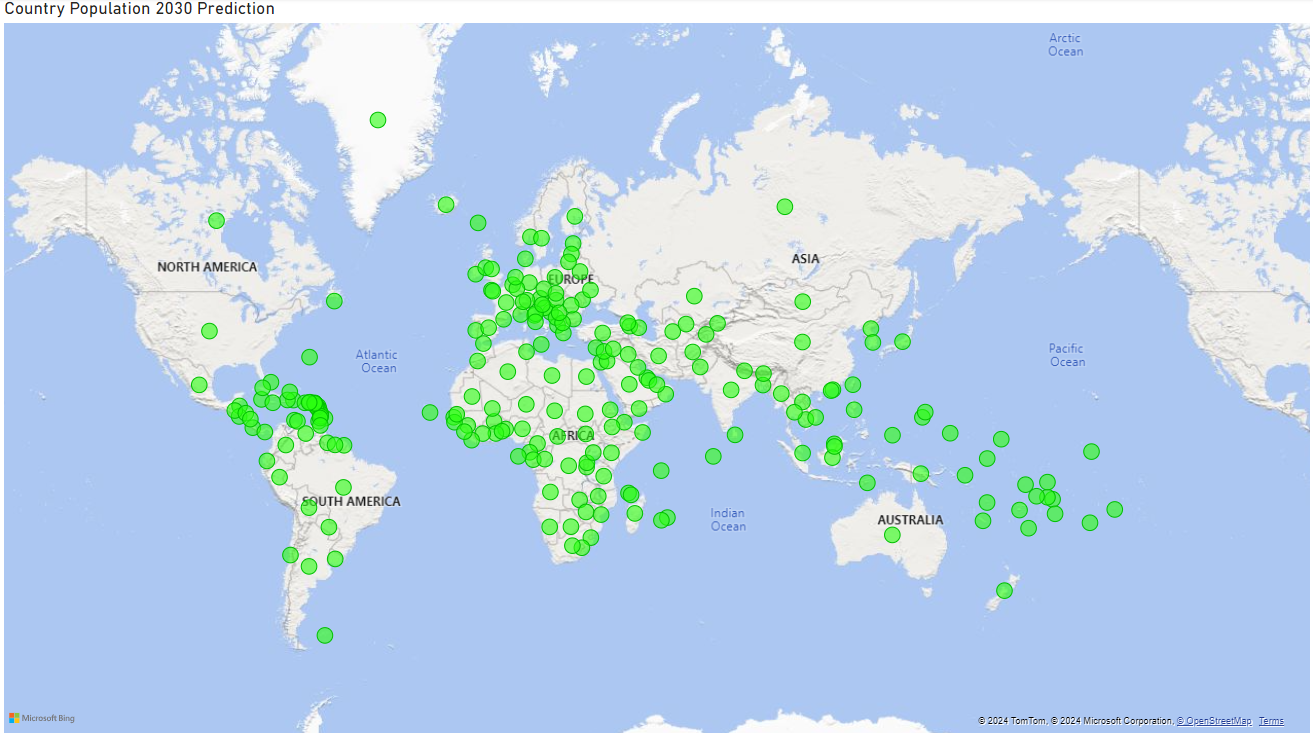 Country Population 2030 Prediction
Arctic
Ocean
NORTH AMERICA
ASIA
EUROPE
Atlantic
Ocean
Pacific
Ocean
AFRICA
SOUTH AMERICA
Indian
Ocean
AUSTRALIA
Microsoft Bing
© 2024 TomTom, © 2024 Microsoft Corporation, © OpenStreetMap Terms